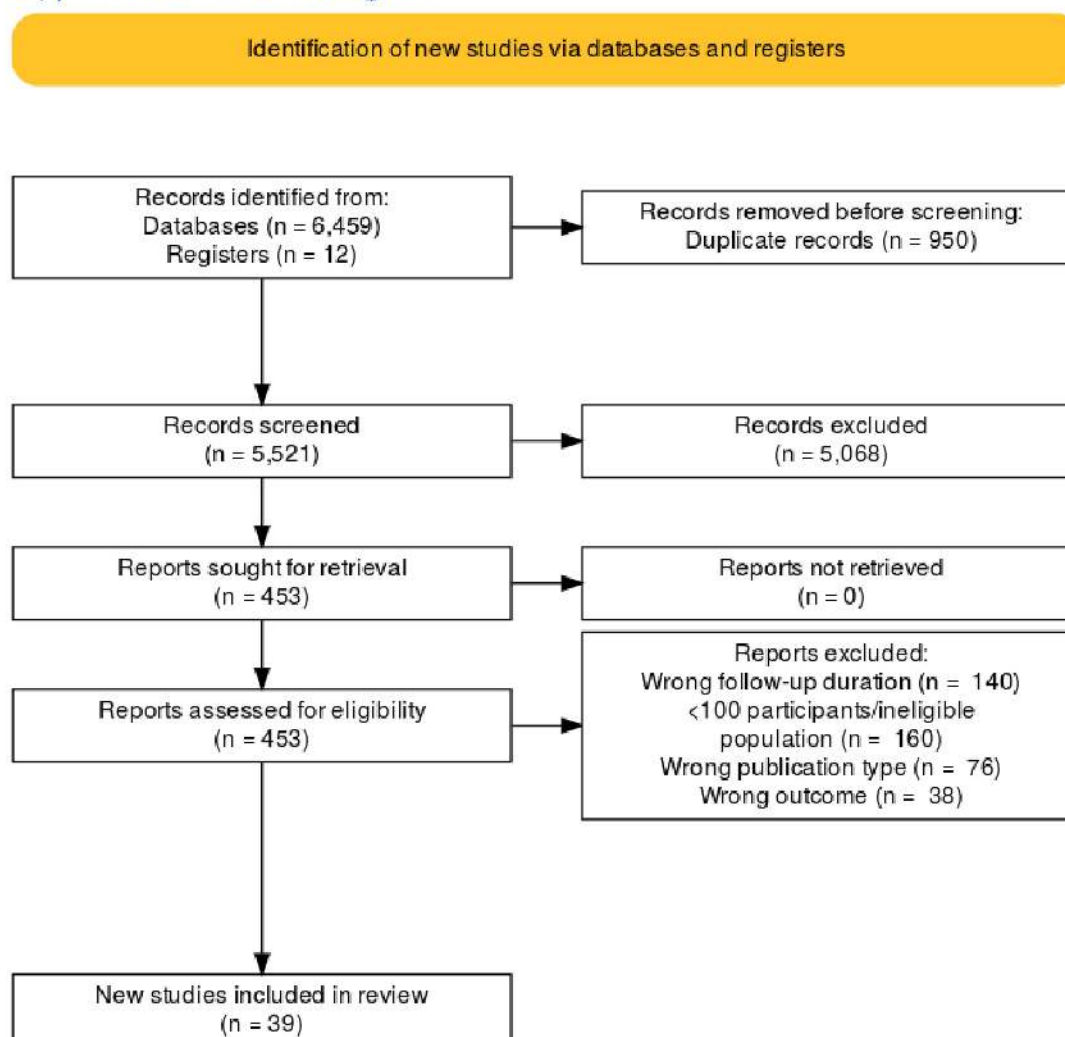 Identification of new studies via databases and registers
Records identified from:
Databases (n = 6,459)
Registers (n = 12)
Records removed before screening:
Duplicate records (n = 950)
Records screened
(n = 5,521)
Records excluded
(n = 5,068)
Reports sought for retrieval
(n = 453)
Reports not retrieved
(n = 0)
Reports assessed for eligibility
(n = 453)
Reports excluded:
Wrong follow-up duration (n = 140)
<100 participants/ineligible
population (n = 160)
Wrong publication type (n = 76)
Wrong outcome (n = 38)
New studies included in review
(n = 39)